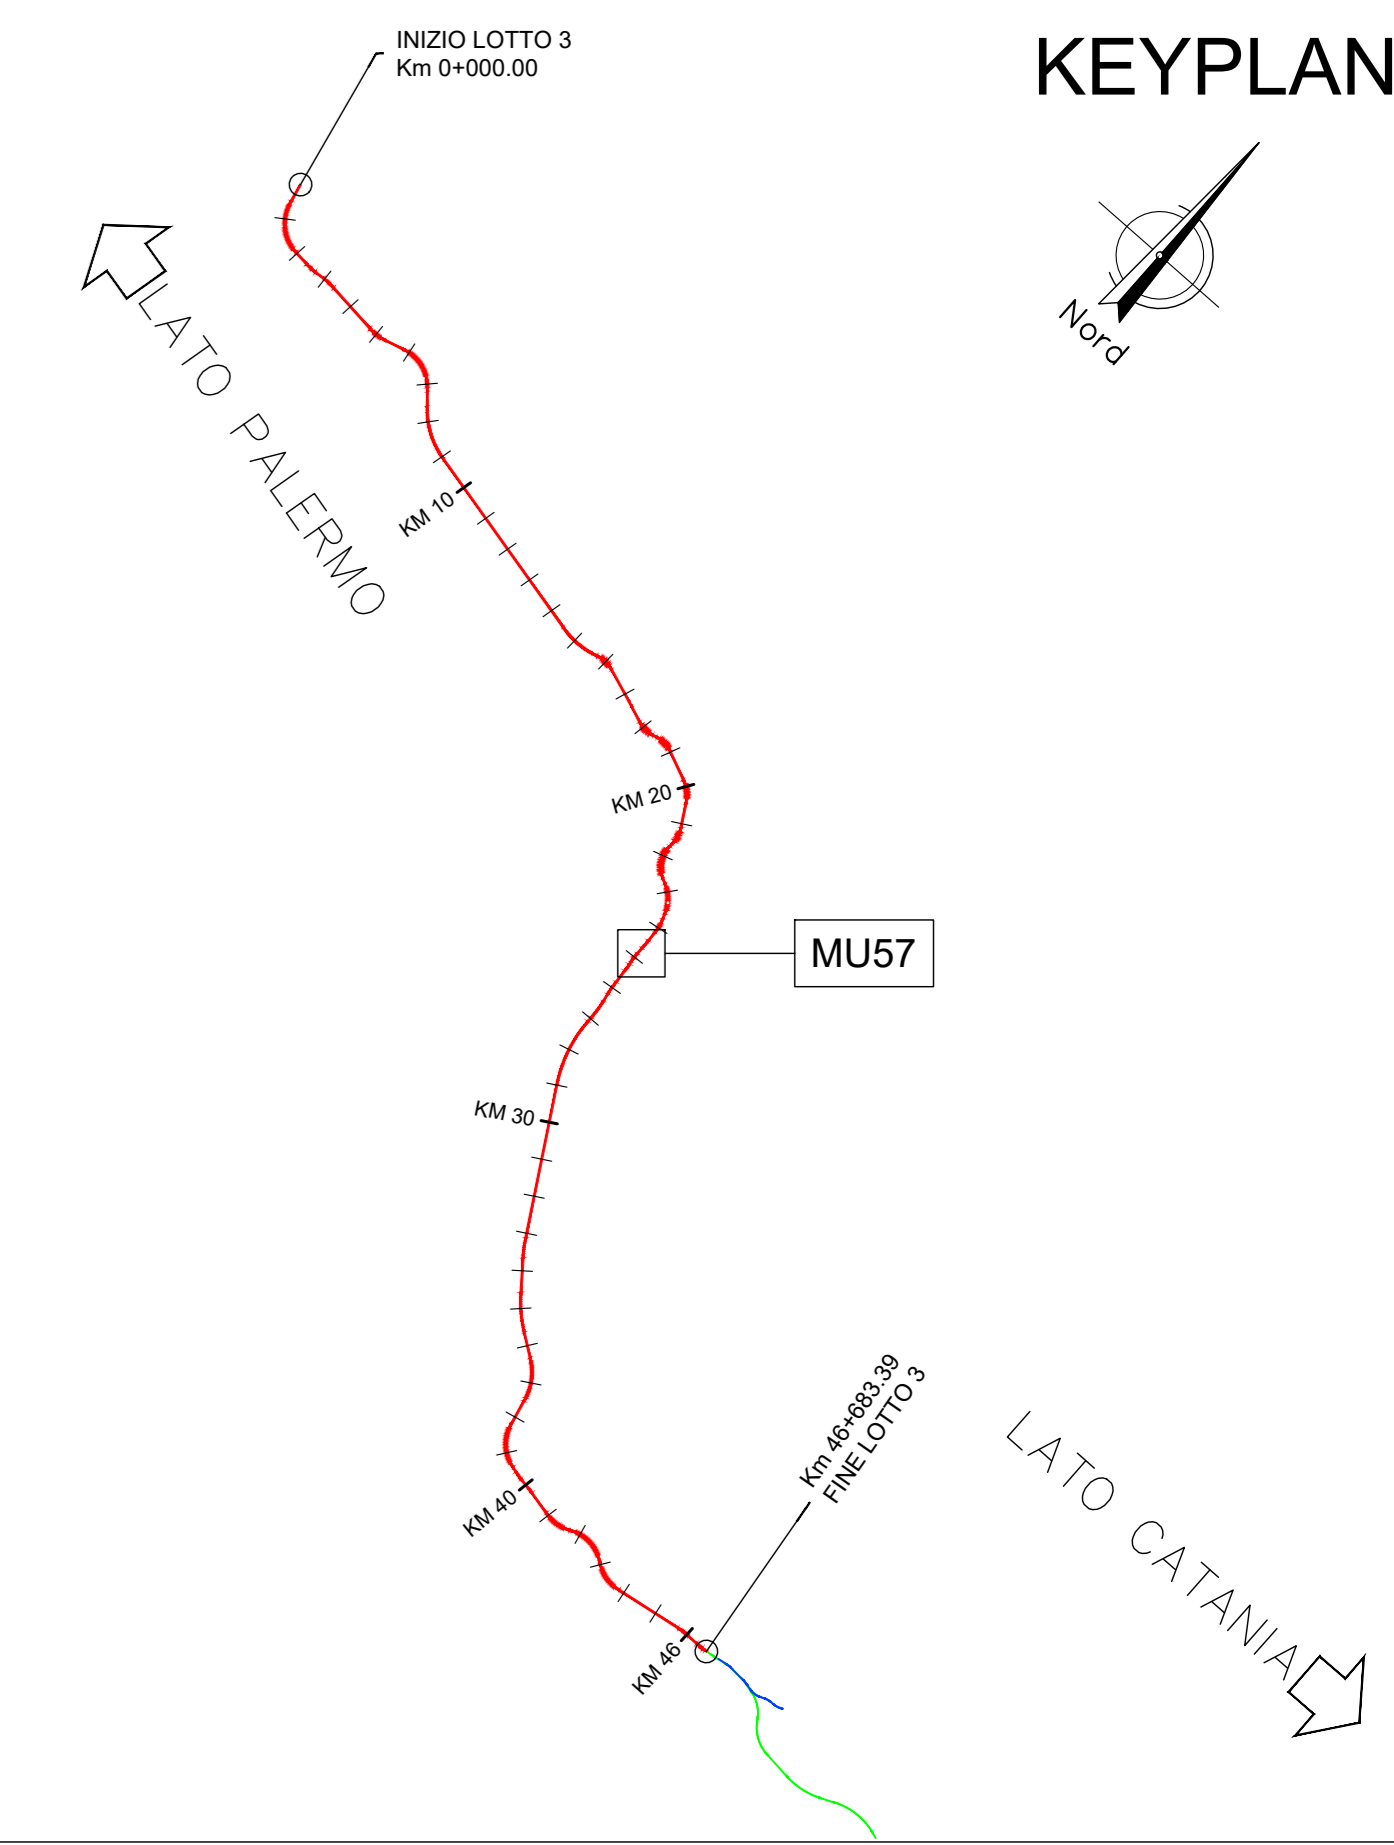 INIZIO LOTTO 3
Km 0+000.00
KEYPLAN
Nord
LATO PALERMO
KM 10
KM 20
MU57
KM 30
Km 46+683.39
FINE LOTTO 3
LATO CATANIA
KM 40
KM 46